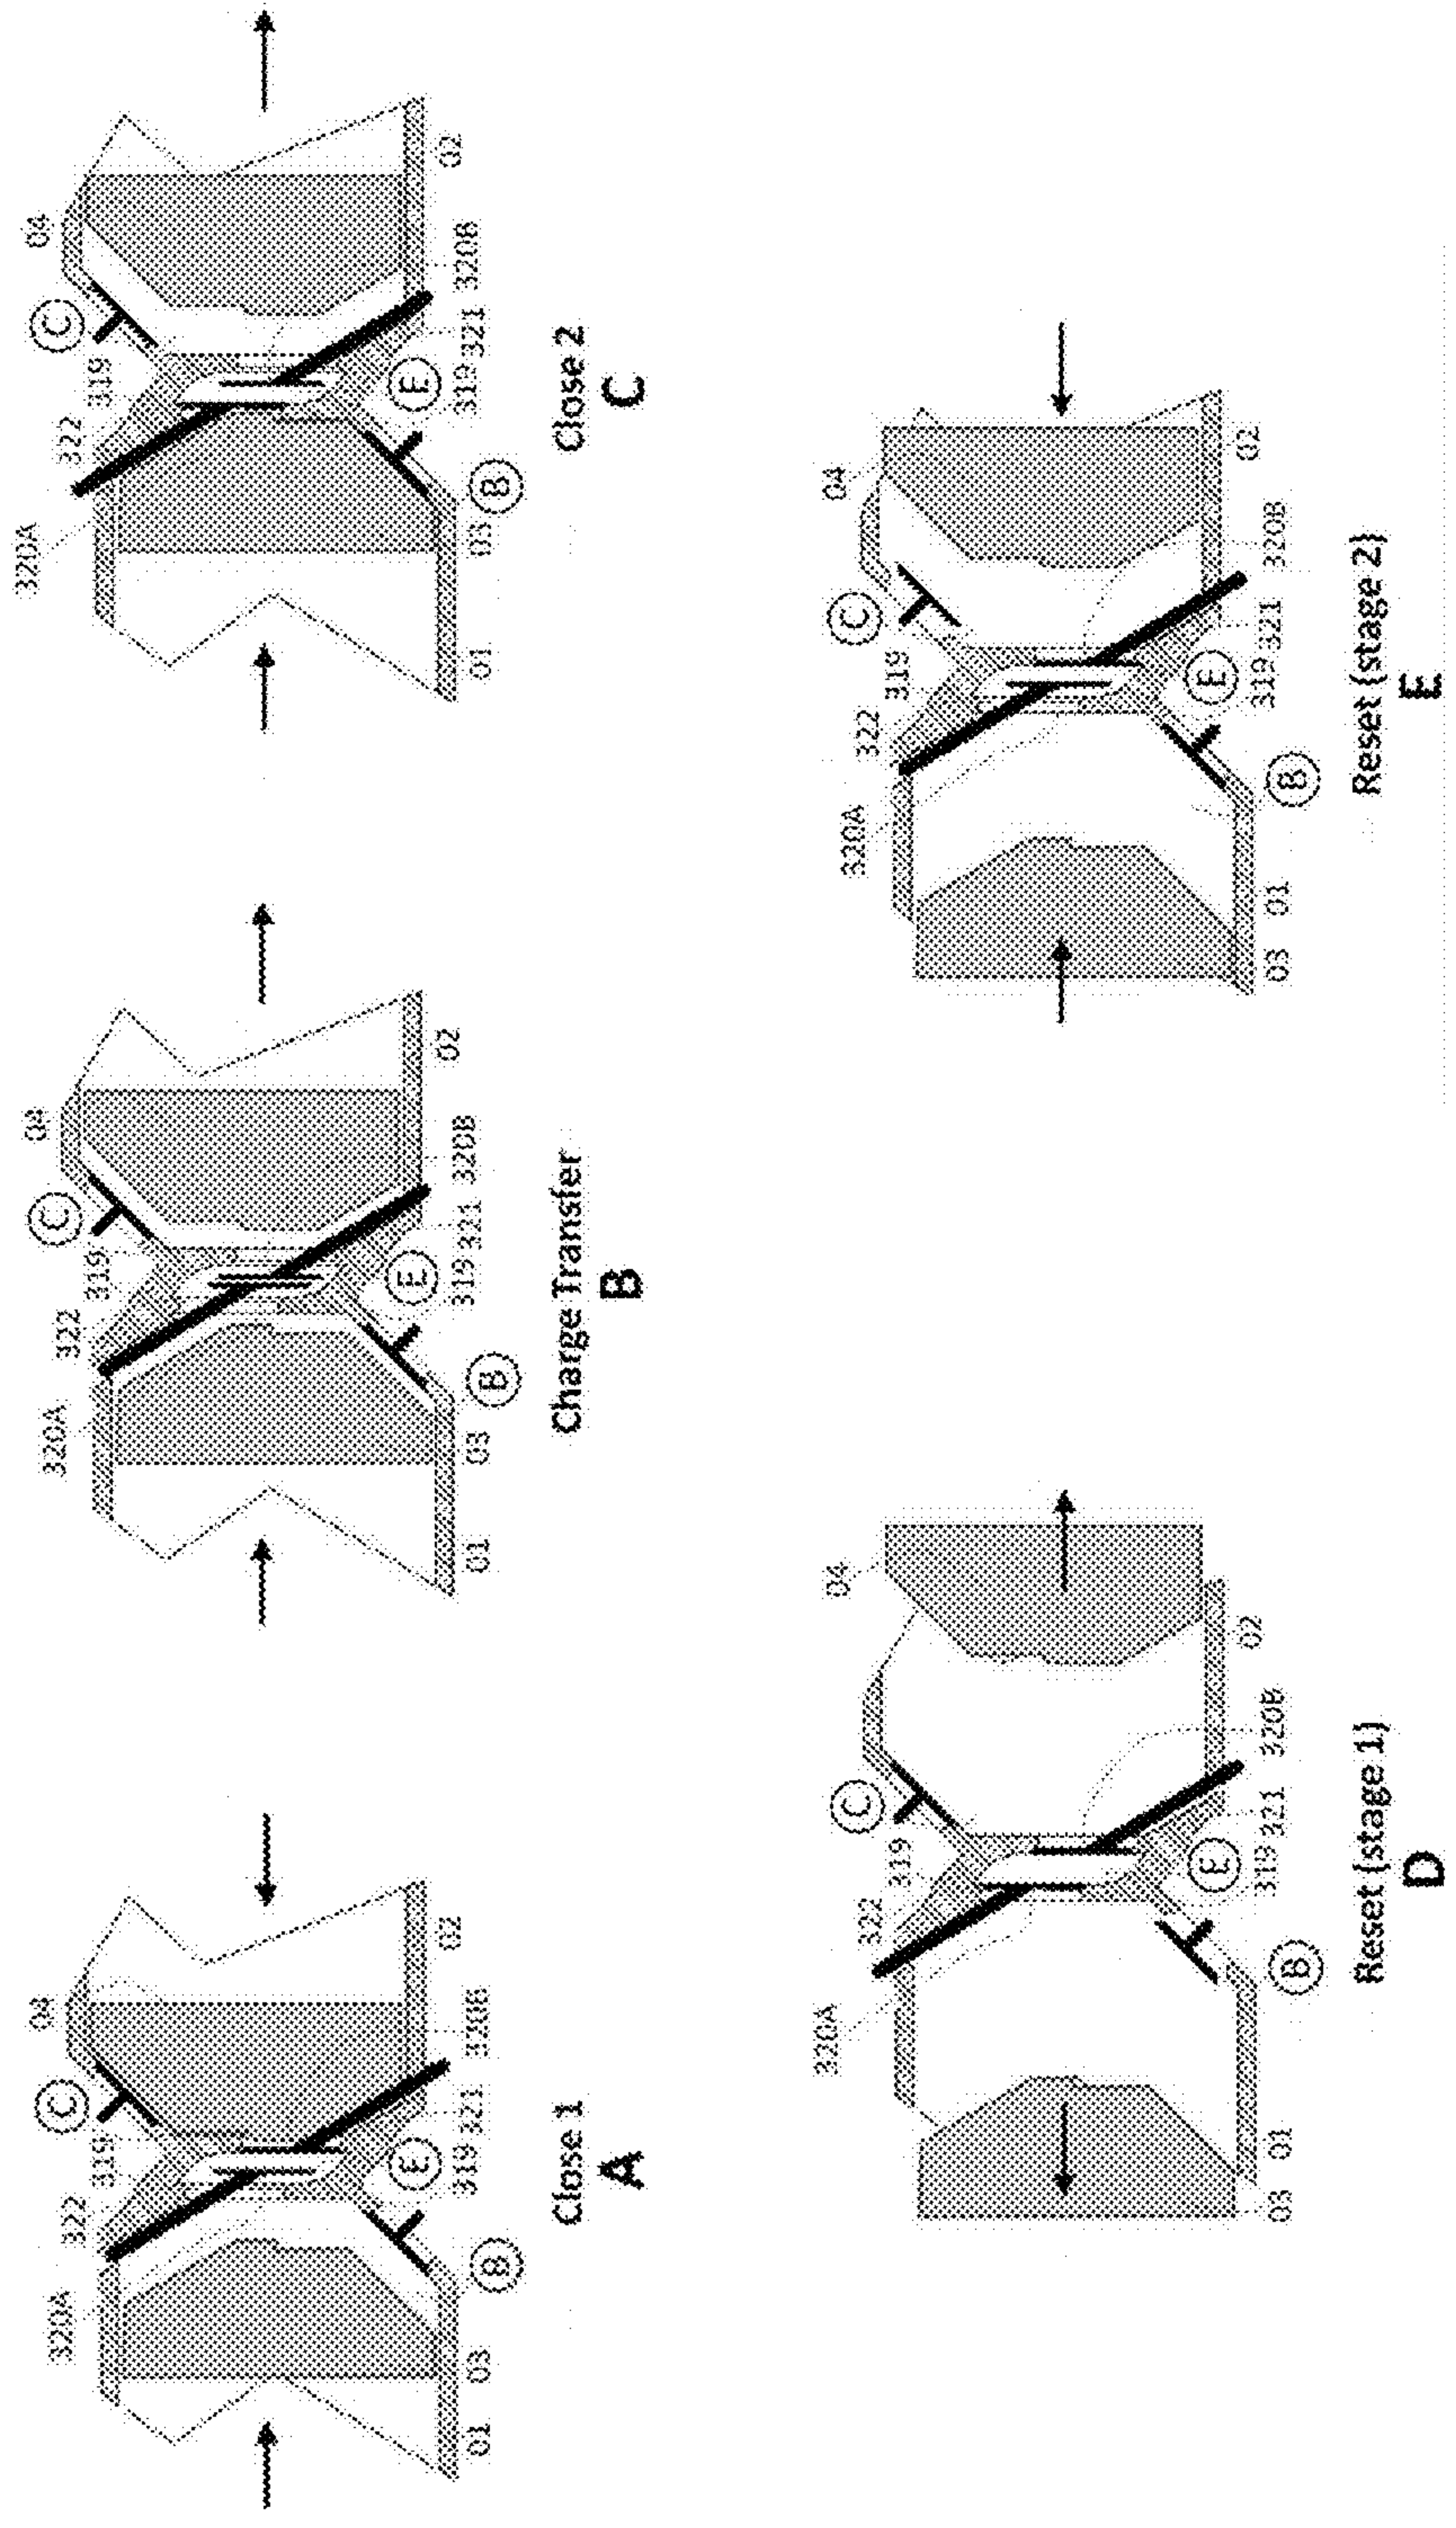 320A 322 319 C 04
E
01 03 B 319 321 320B 02
Close 1
A
320A 322 319 C 04
E
01 03 B 319 321 320B 02
Charge Transfer
B
320A 322 319 C 04
E
01 03 B 319 321 320B 02
Close 2
C
320A 322 319 C 04
E
03 01 B 319 321 320B 02
Reset (stage 1)
D
320A 322 319 C 04
E
03 01 B 319 321 320B 02
Reset (stage 2)
E